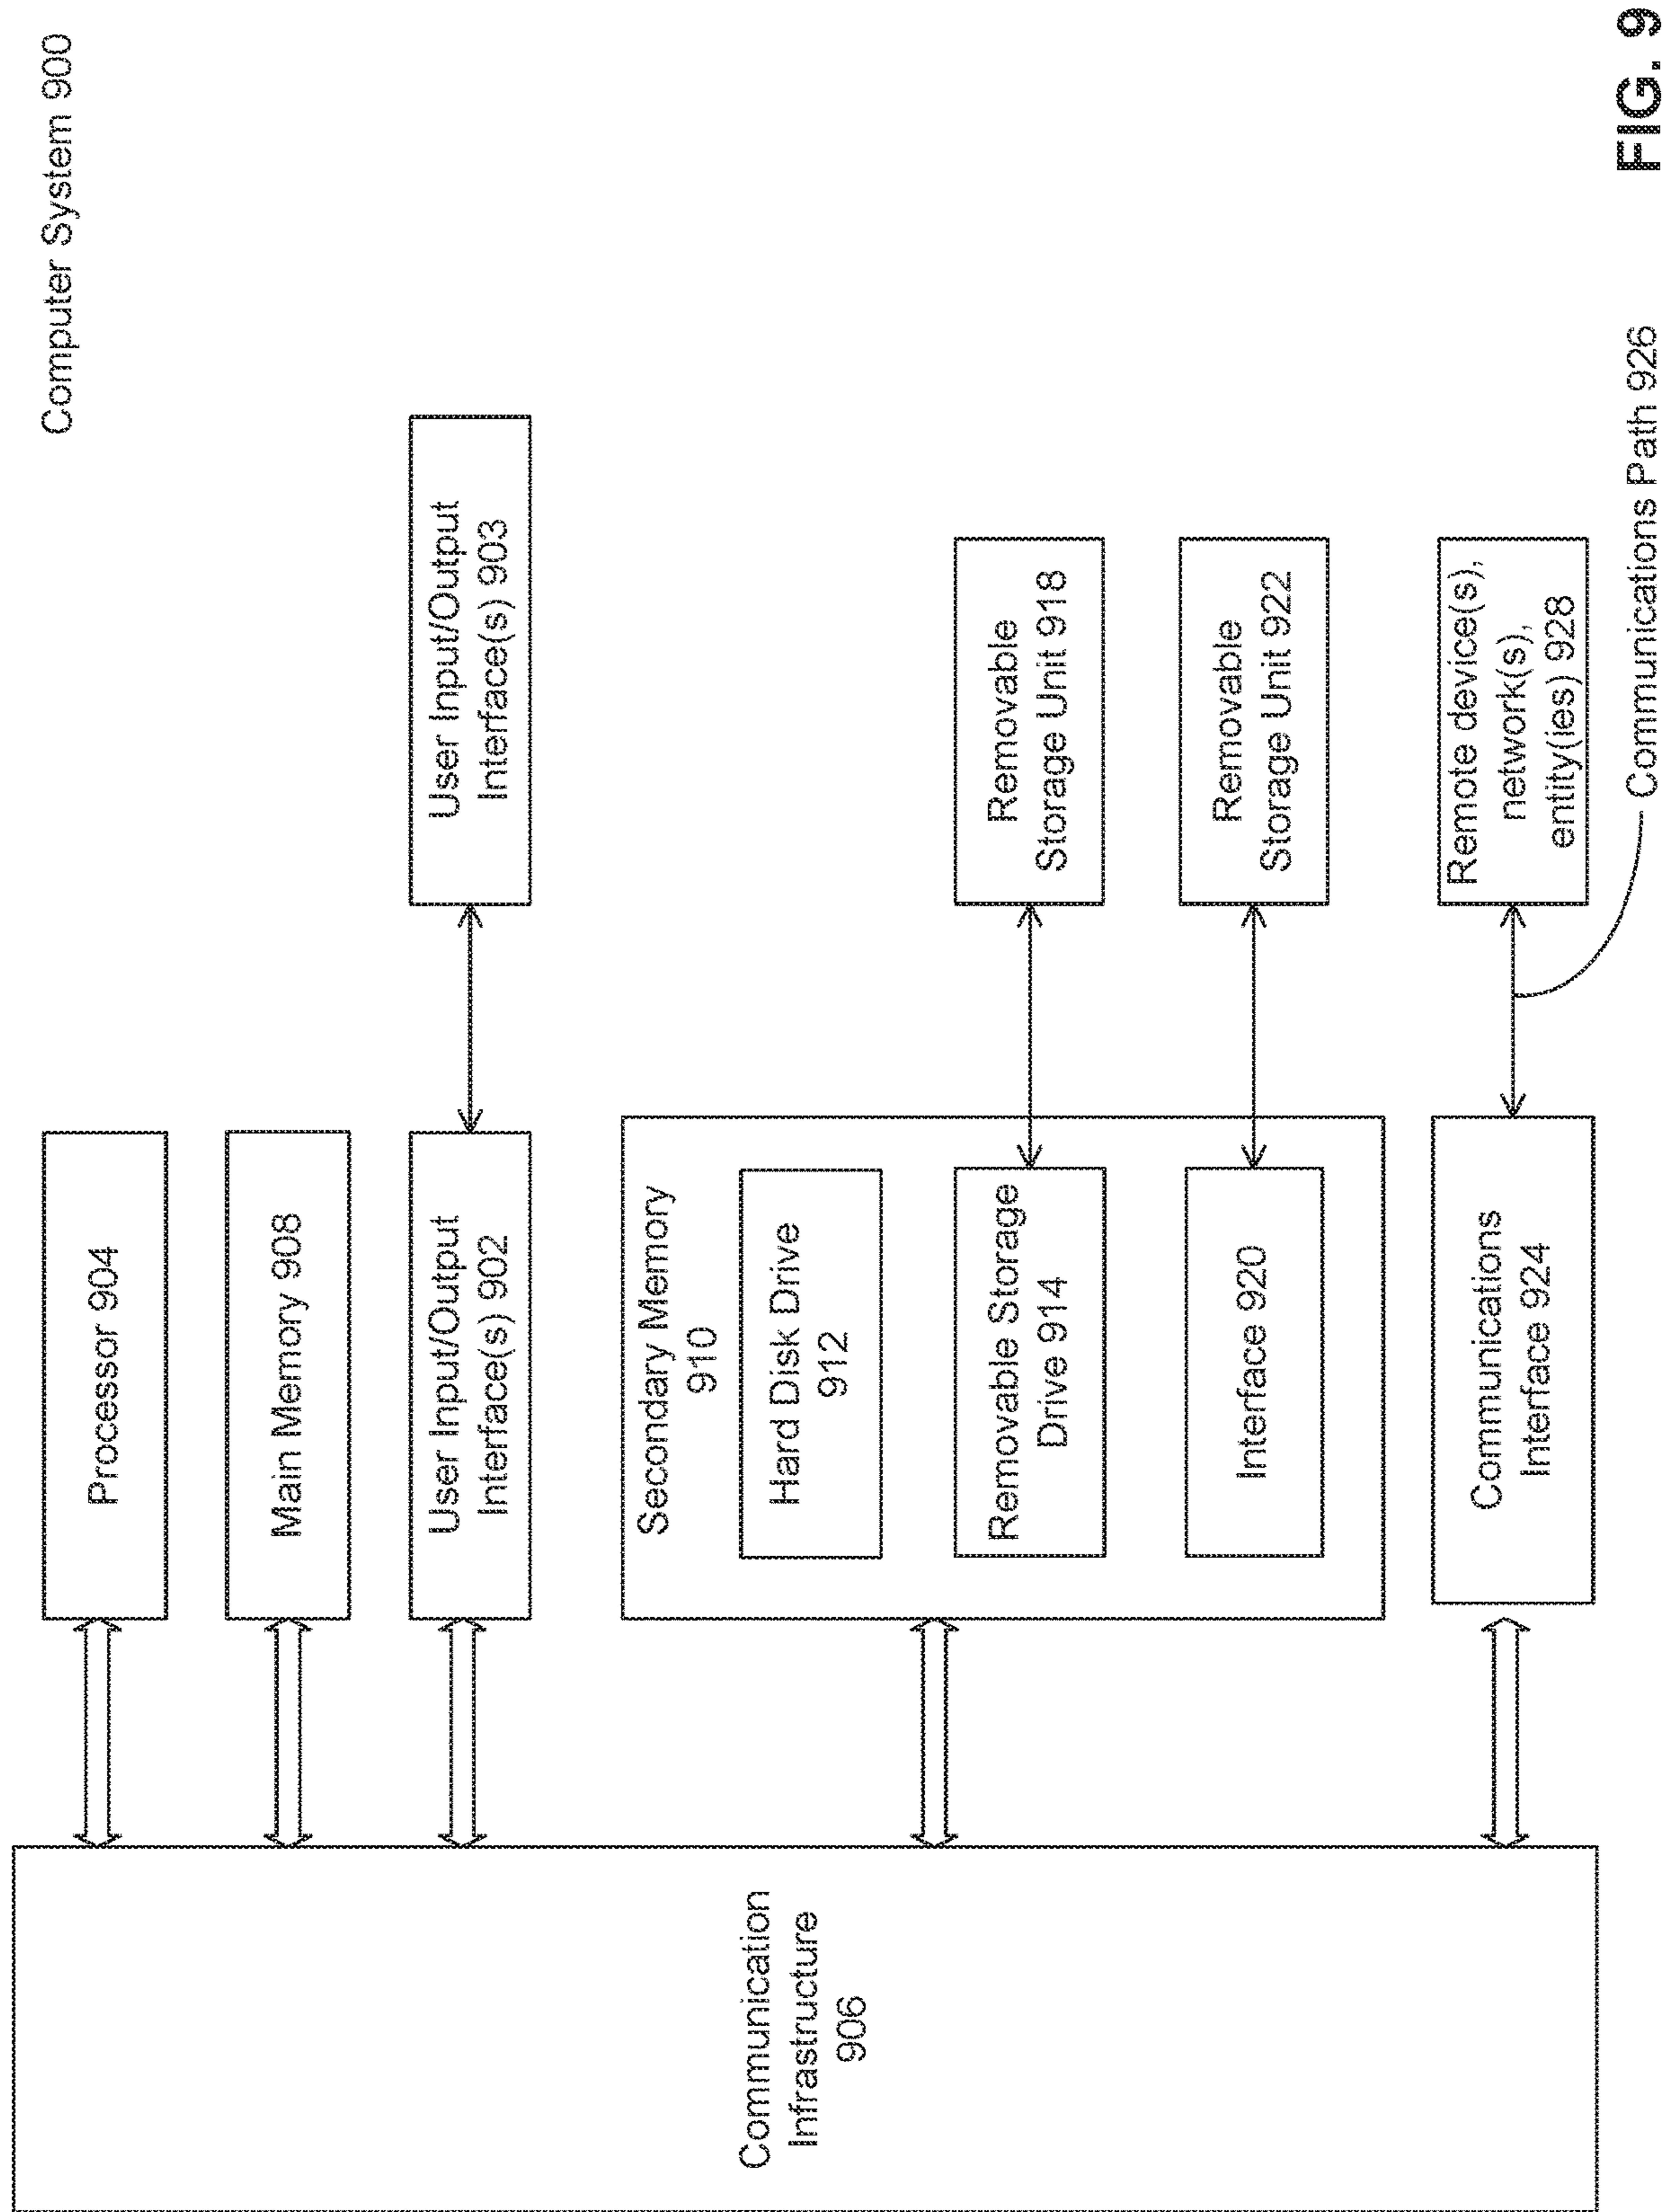 Computer System 900
Communication
Infrastructure
906
Processor 904
Main Memory 908
User Input/Output
Interface(s) 902
User Input/Output
Interface(s) 903
Secondary Memory
910
Hard Disk Drive
912
Removable Storage
Drive 914
Removable
Storage Unit 918
Interface 920
Removable
Storage Unit 922
Communications
Interface 924
Remote device(s),
network(s),
entity(ies) 928
Communications Path 926
FIG. 9